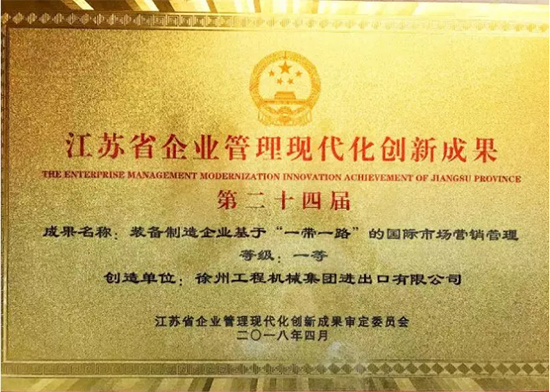 江苏省企业管理现代化创新成果
THE ENTERPRISE MANAGEMENT MODERNIZATION INNOVATION ACHIEVEMENT OF JIANGSU PROVINCE
第二十四届
成果名称：装备制造企业基于“一带一路”的国际市场营销管理
等级：一等
创造单位：徐州工程机械集团进出口有限公司
江苏省企业管理现代化创新成果审定委员会
二〇一八年四月